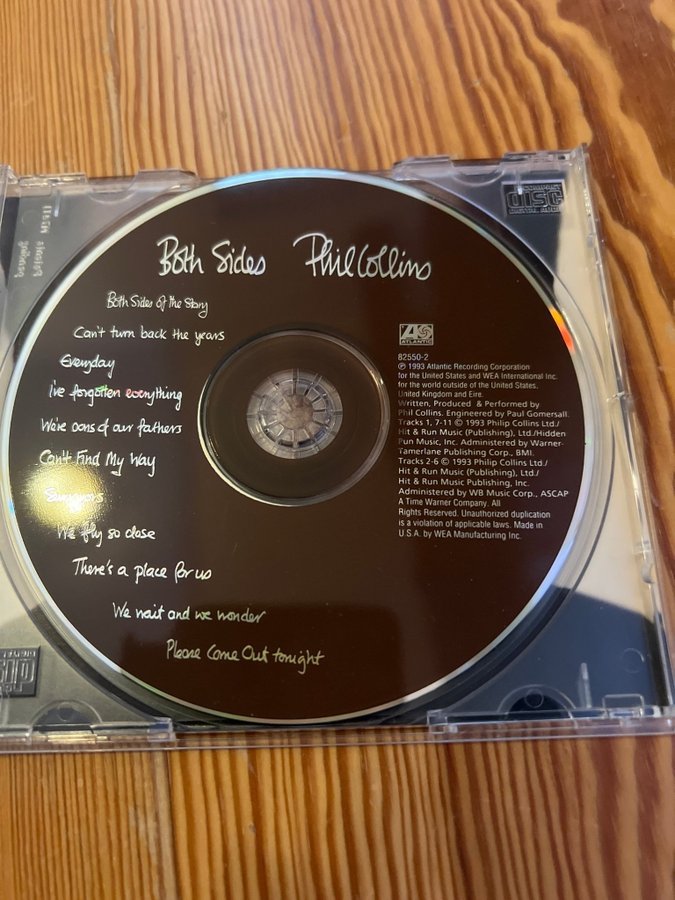 Both Sides Phil Collins
Both Sides of the Story
Can't turn back the years
Everyday
I've forgotten everything
We're sons of our fathers
Can't Find My Way
Survivors
We fly so close
There's a place for us
We wait and we wonder
Please Come Out tonight
ATLANTIC
82550-2
℗ 1993 Atlantic Recording Corporation
for the United States and WEA International Inc.
for the world outside of the United States,
United Kingdom and Eire.
Written, Produced & Performed by
Phil Collins. Engineered by Paul Gomersall.
Tracks 1, 7-11 © 1993 Philip Collins Ltd./
Hit & Run Music (Publishing), Ltd./Hidden
Pun Music, Inc. Administered by Warner-
Tamerlane Publishing Corp., BMI.
Tracks 2-6 © 1993 Philip Collins Ltd./
Hit & Run Music (Publishing), Ltd./
Hit & Run Music Publishing, Inc.
Administered by WB Music Corp., ASCAP
A Time Warner Company. All
Rights Reserved. Unauthorized duplication
is a violation of applicable laws. Made in
U.S.A. by WEA Manufacturing Inc.
COMPACT
disc
DIGITAL AUDIO